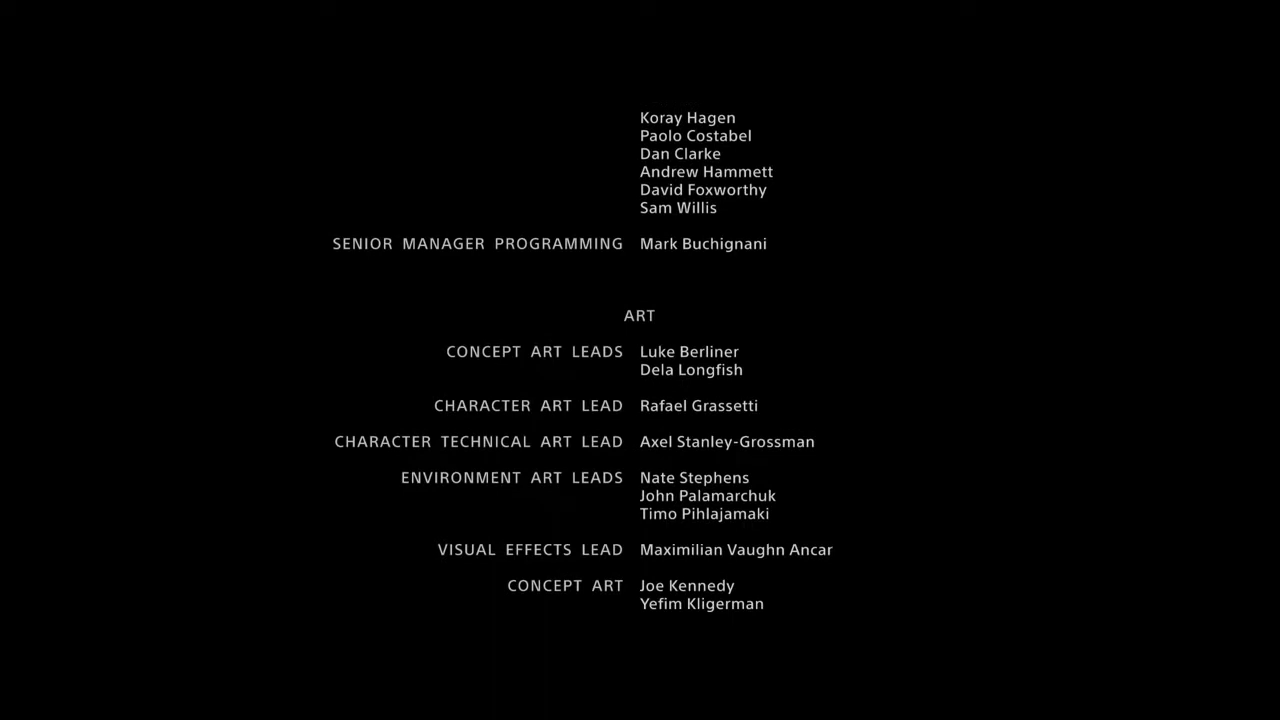 Koray Hagen
Paolo Costabel
Dan Clarke
Andrew Hammett
David Foxworthy
Sam Willis
SENIOR MANAGER PROGRAMMING Mark Buchignani
ART
CONCEPT ART LEADS Luke Berliner
Dela Longfish
CHARACTER ART LEAD Rafael Grassetti
CHARACTER TECHNICAL ART LEAD Axel Stanley-Grossman
ENVIRONMENT ART LEADS Nate Stephens
John Palamarchuk
Timo Pihlajamaki
VISUAL EFFECTS LEAD Maximilian Vaughn Ancar
CONCEPT ART Joe Kennedy
Yefim Kligerman